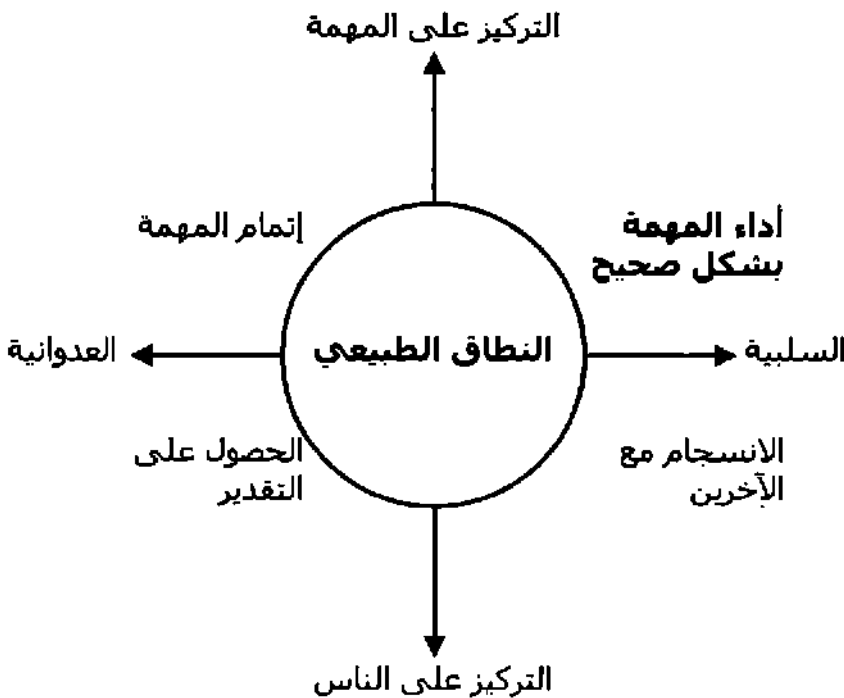 التركيز على المهمة
أداء المهمة
بشكل صحيح
إتمام المهمة
السلبية
النطاق الطبيعي
العدوانية
الانسجام مع
الآخرين
الحصول على
التقدير
التركيز على الناس